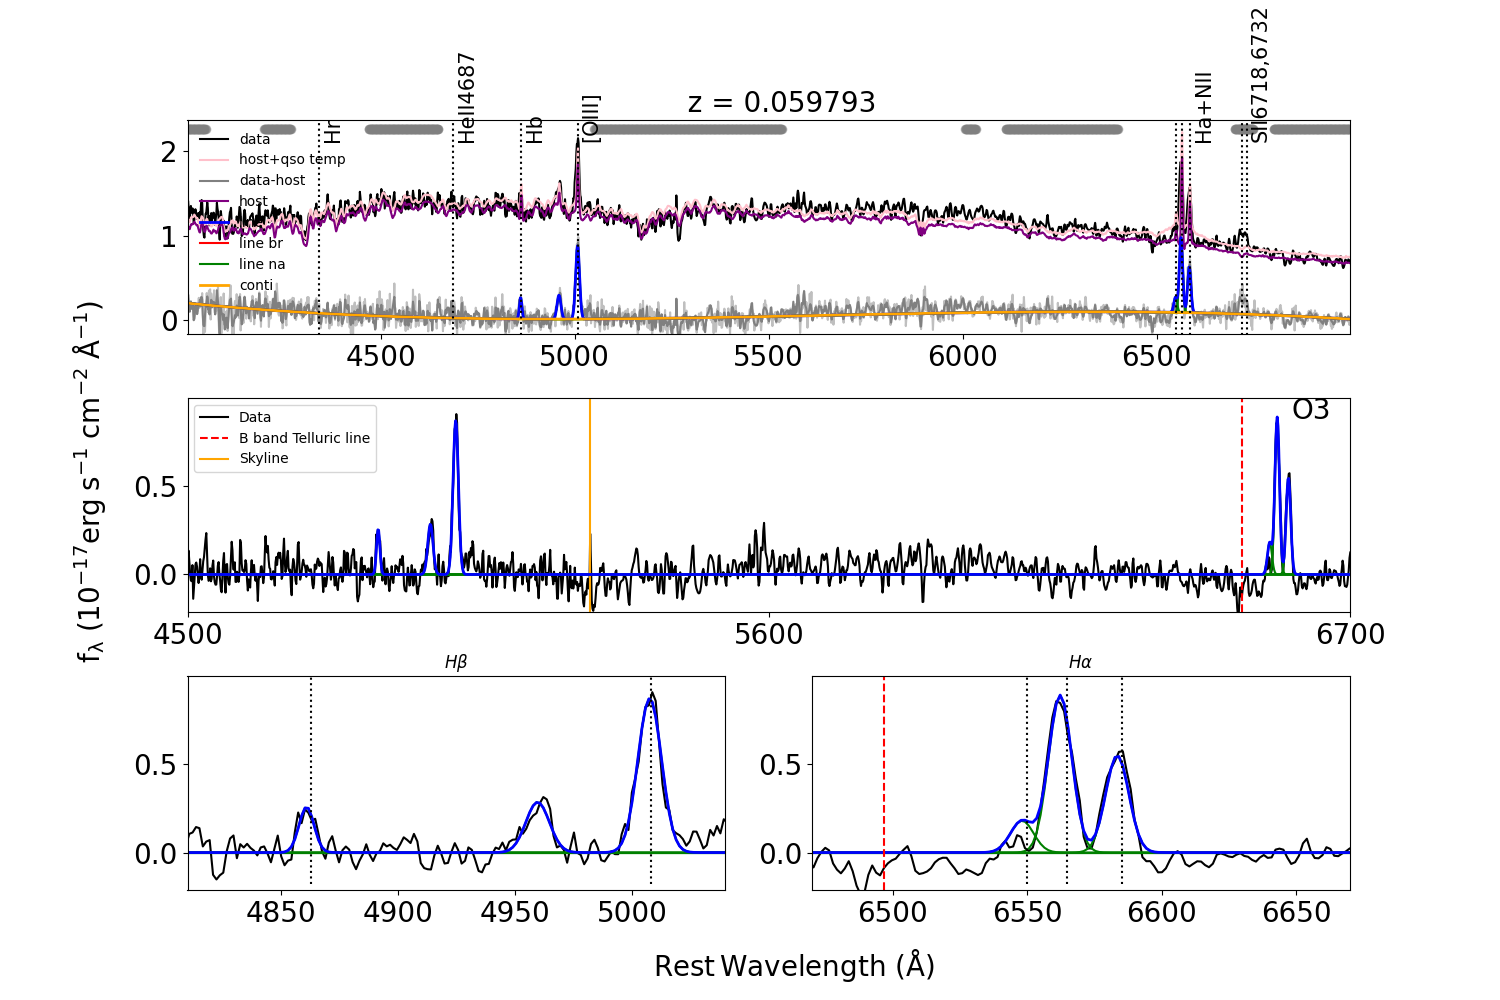 z = 0.059793
Hr
HeII4687
Hb
[OIII]
Ha+NII
SII6718,6732
data
host+qso temp
data-host
host
line br
line na
conti
2
1
0
4500 5000 5500 6000 6500
fλ (10⁻¹⁷erg s⁻¹ cm⁻² Å⁻¹)
O3
Data
B band Telluric line
Skyline
0.5
0.0
4500 5600 6700
Hβ
0.5
0.0
4850 4900 4950 5000
Hα
0.5
0.0
6500 6550 6600 6650
Rest Wavelength (Å)